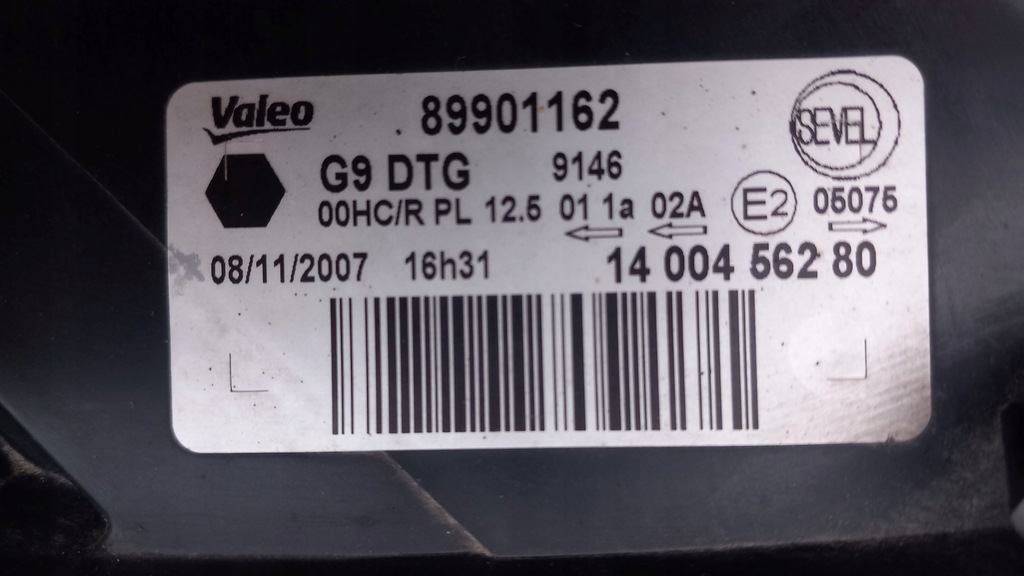 Valeo 89901162 SEVEL
G9 DTG 9146
00HC/R PL 12.5 01 1a 02A E2 05075
08/11/2007 16h31 14 004 562 80